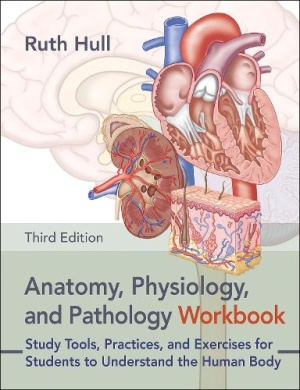 Ruth Hull
Third Edition
Anatomy, Physiology,
and Pathology Workbook
Study Tools, Practices, and Exercises for
Students to Understand the Human Body